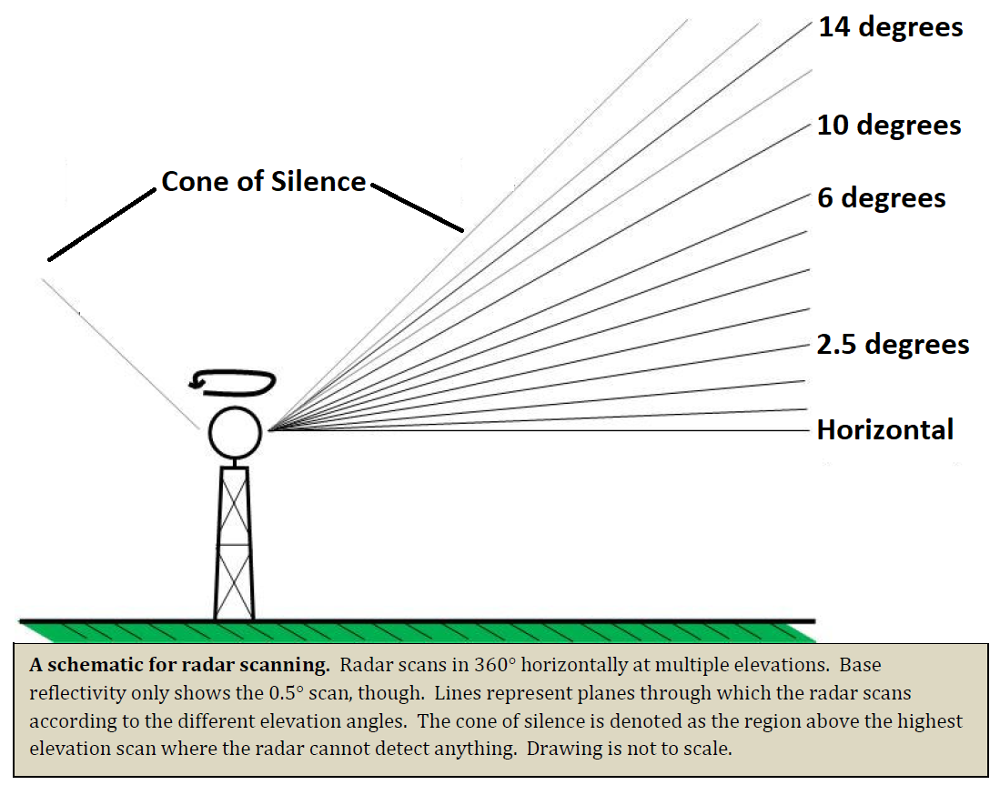 14 degrees
10 degrees
Cone of Silence
6 degrees
2.5 degrees
Horizontal
A schematic for radar scanning.  Radar scans in 360° horizontally at multiple elevations.  Base
reflectivity only shows the 0.5° scan, though.  Lines represent planes through which the radar scans
according to the different elevation angles.  The cone of silence is denoted as the region above the highest
elevation scan where the radar cannot detect anything.  Drawing is not to scale.